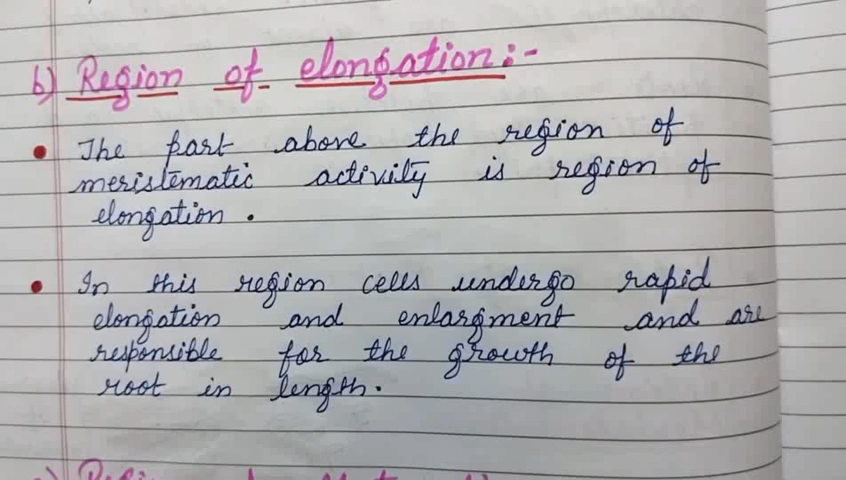 b) Region of elongation:-
• The part above the region of
meristematic activity is region of
elongation.
• In this region cells undergo rapid
elongation and enlargment and are
responsible for the growth of the
root in length.